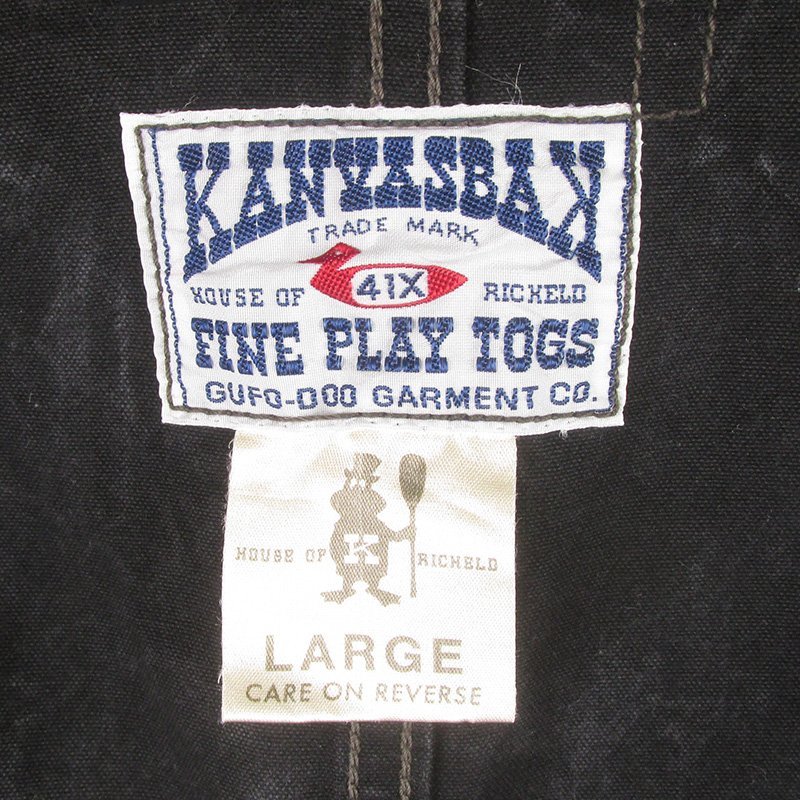 KANVASBAK
TRADE MARK
41X
HOUSE OF RICHELD
FINE PLAY TOGS
GUFO-DOO GARMENT CO.
K
HOUSE OF RICHELD
LARGE
CARE ON REVERSE